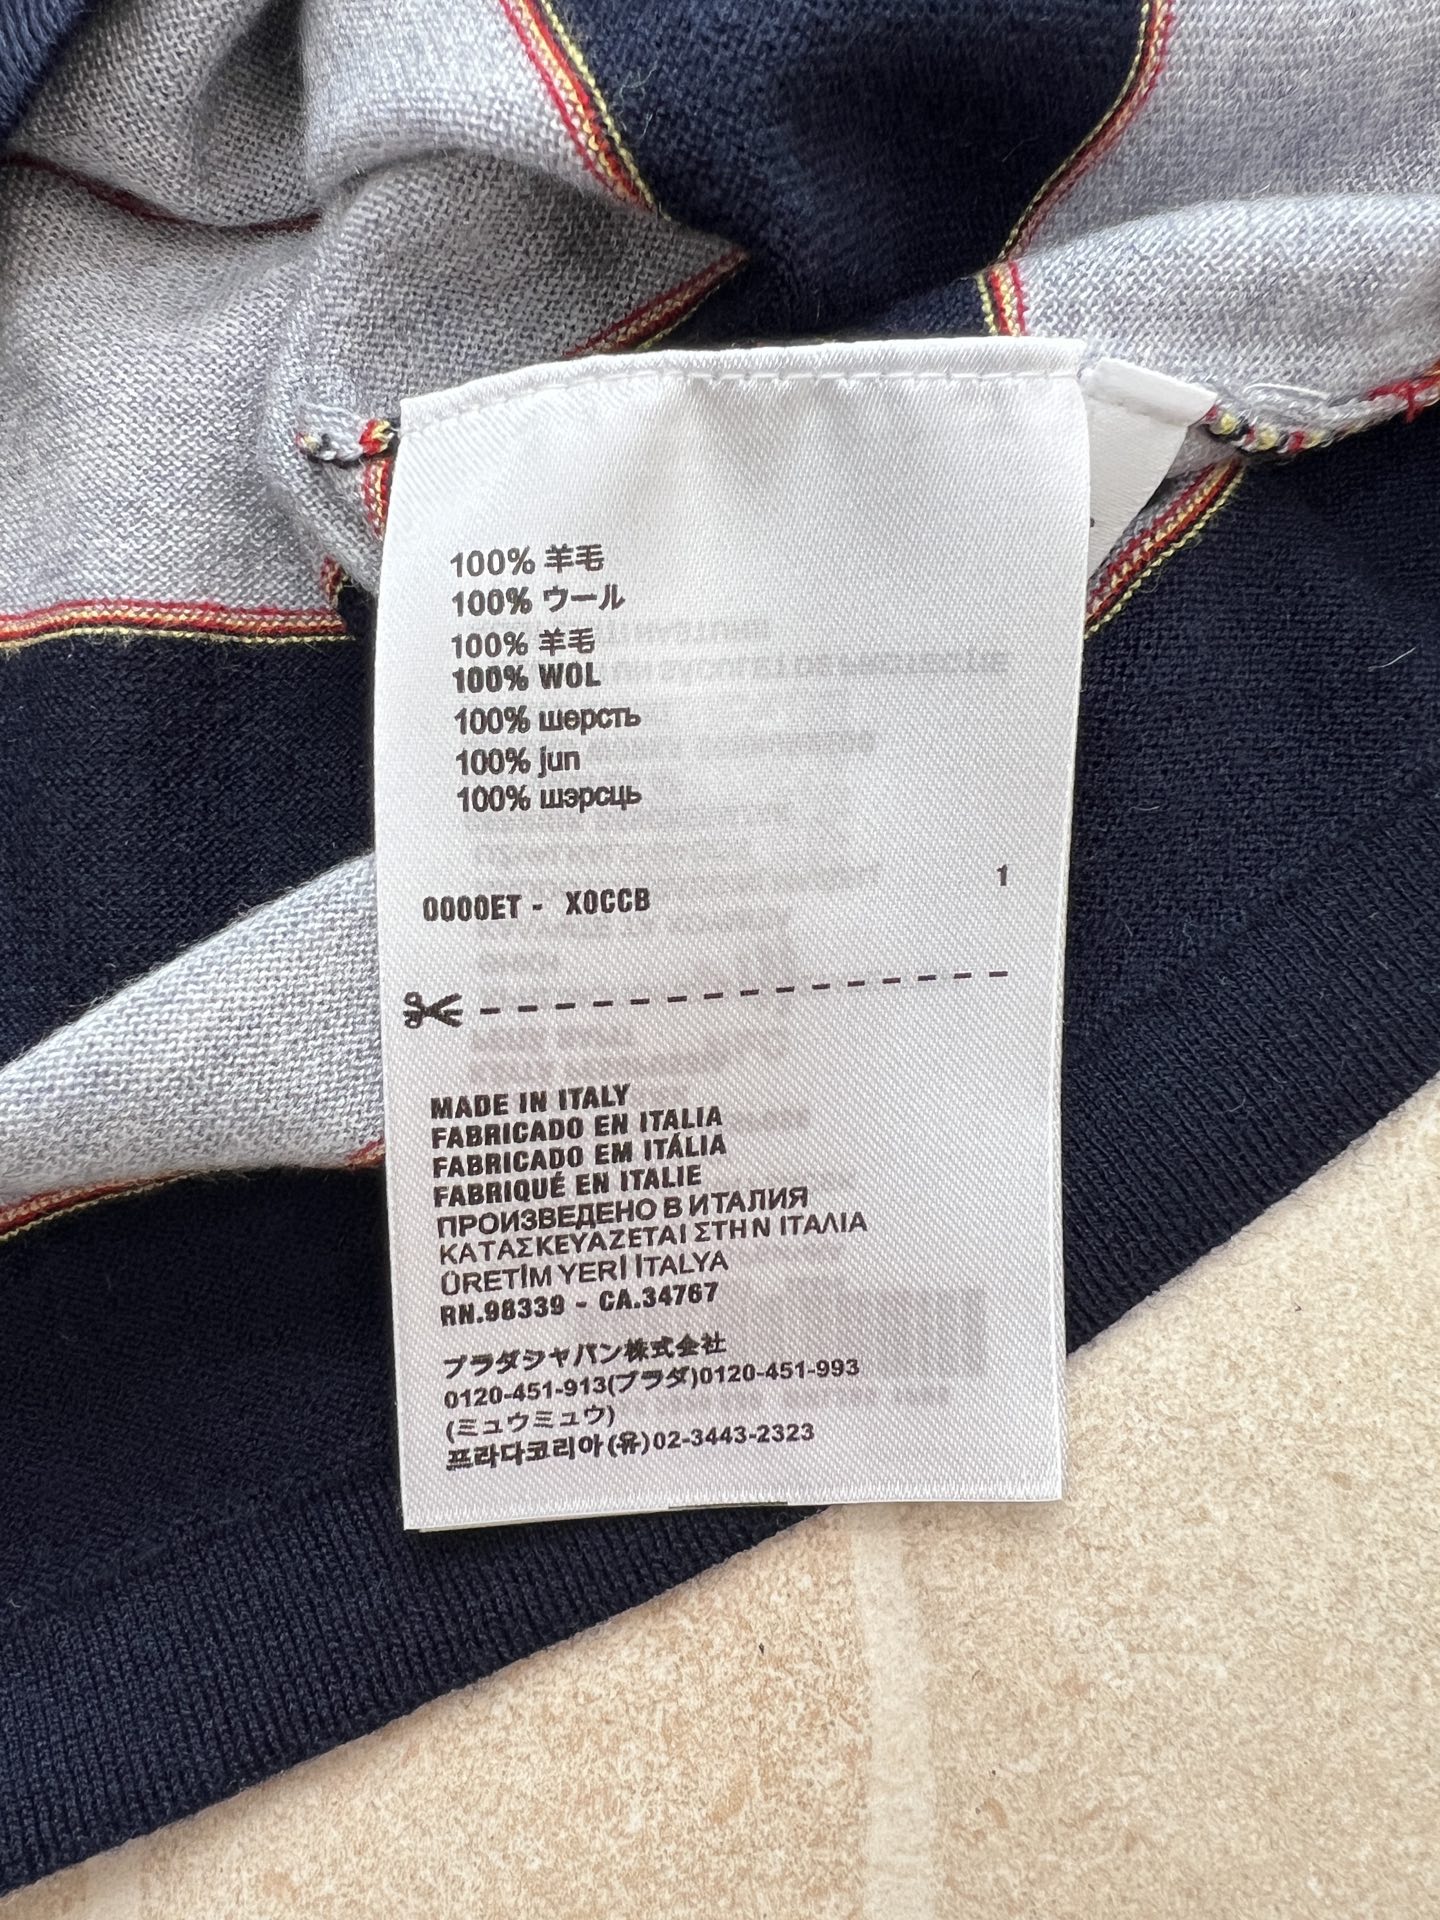 100% 羊毛
100% ウール
100% 羊毛
100% WOL
100% шерсть
100% jun
100% шэрсць
1
0000ET - X0CCB
MADE IN ITALY
FABRICADO EN ITALIA
FABRICADO EM ITÁLIA
FABRIQUÉ EN ITALIE
ПРОИЗВЕДЕНО В ИТАЛИЯ
ΚΑΤΑΣΚΕΥΑΖΕΤΑΙ ΣΤΗ Ν ΙΤΑΛΙΑ
ÜRETİM YERİ İTALYA
RN.98339 - CA.34767
プラダジャパン株式会社
0120-451-913(プラダ)0120-451-993
(ミュウミュウ)
프라다코리아(유)02-3443-2323